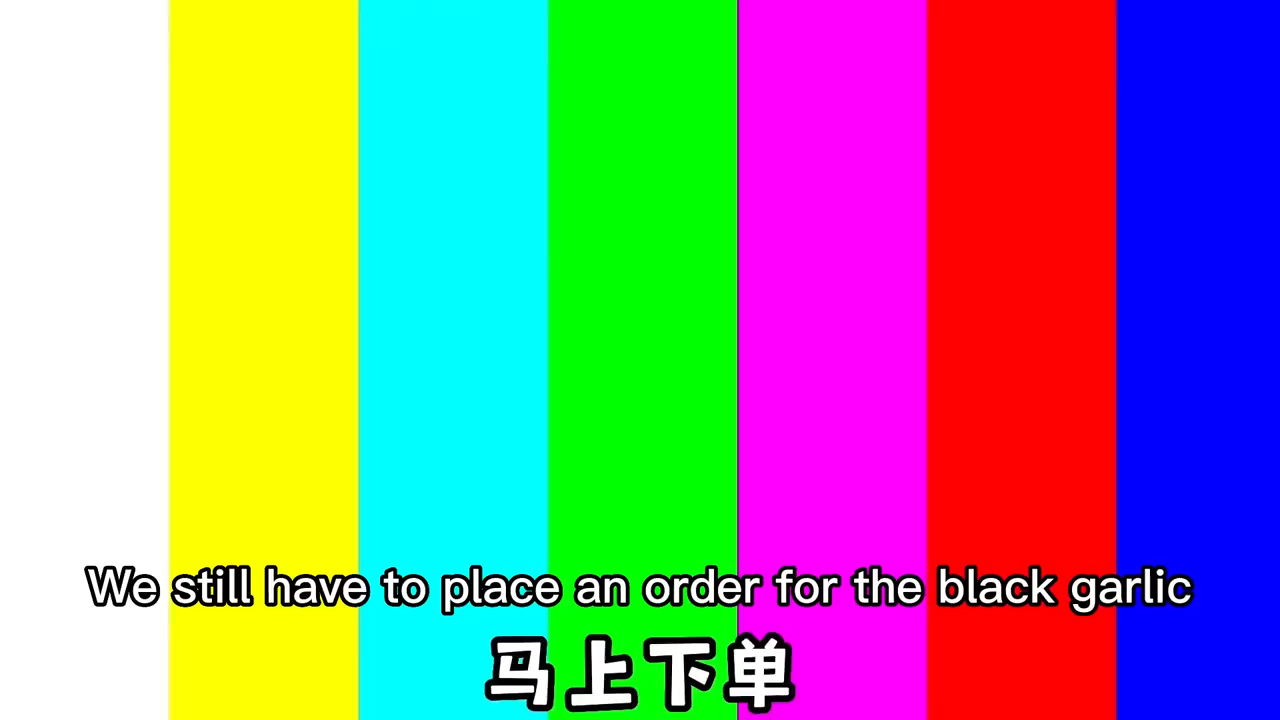 We still have to place an order for the black garlic
马上下单